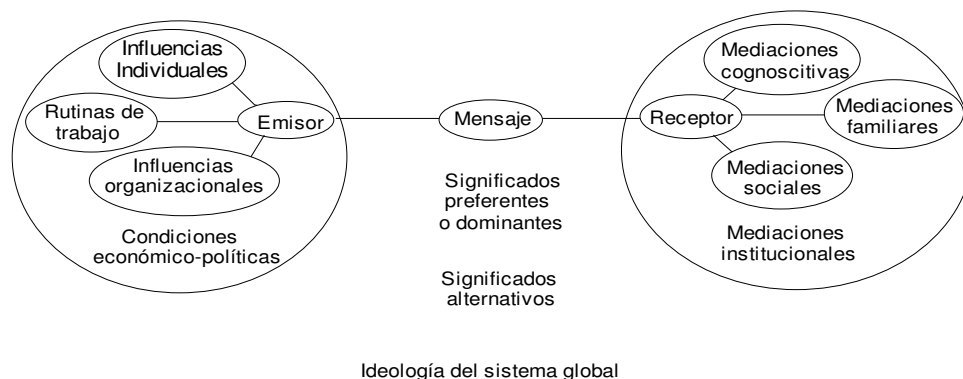 Influencias
Individuales
Rutinas de
trabajo
Emisor
Influencias
organizacionales
Condiciones
económico-políticas
Mensaje
Significados
preferentes
o dominantes
Significados
alternativos
Mediaciones
cognoscitivas
Receptor
Mediaciones
familiares
Mediaciones
sociales
Mediaciones
institucionales
Ideología del sistema global